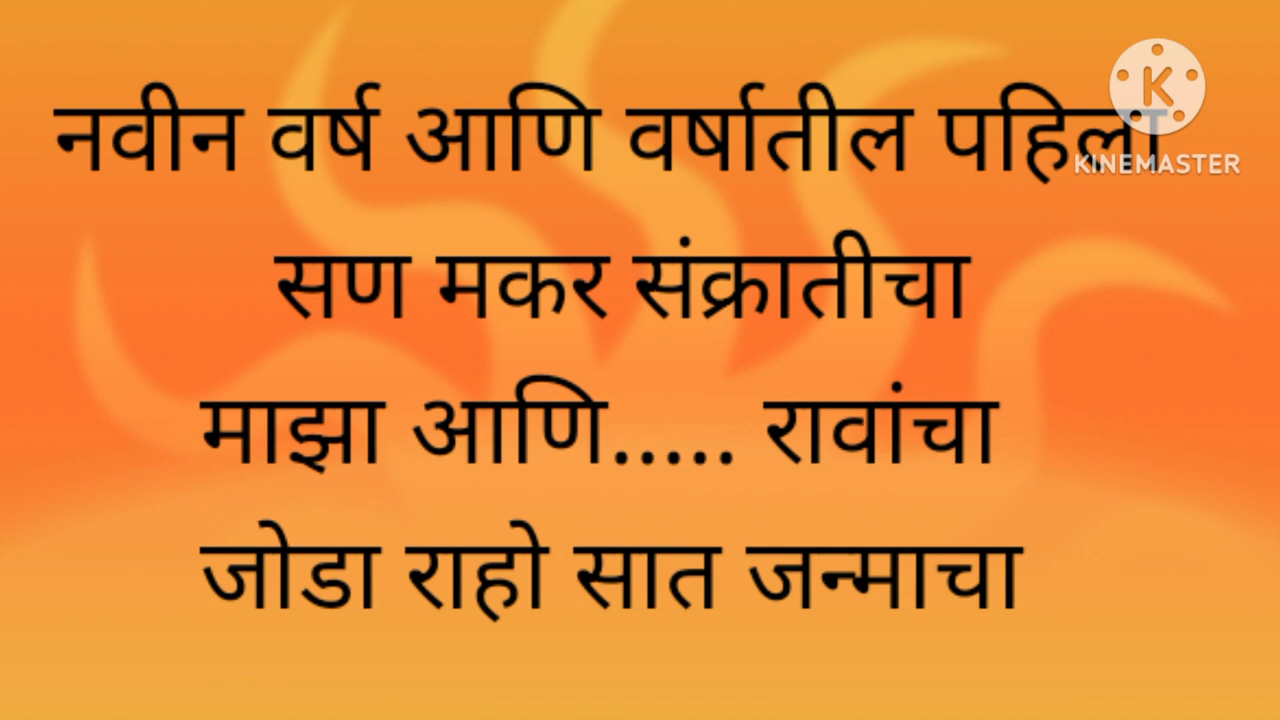 नवीन वर्ष आणि वर्षातील पहिला
सण मकर संक्रातीचा
माझा आणि..... रावांचा
जोडा राहो सात जन्माचा
K
KINEMASTER